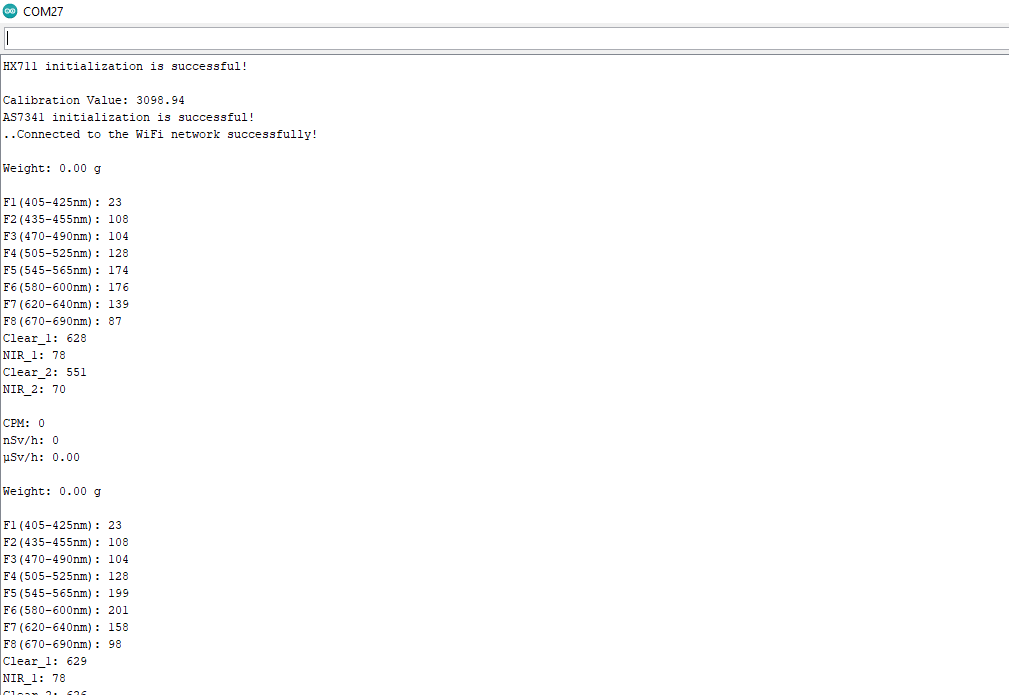 COM27
HX711 initialization is successful!
Calibration Value: 3098.94
AS7341 initialization is successful!
..Connected to the WiFi network successfully!
Weight: 0.00 g
F1(405-425nm): 23
F2(435-455nm): 108
F3(470-490nm): 104
F4(505-525nm): 128
F5(545-565nm): 174
F6(580-600nm): 176
F7(620-640nm): 139
F8(670-690nm): 87
Clear_1: 628
NIR_1: 78
Clear_2: 551
NIR_2: 70
CPM: 0
nSv/h: 0
µSv/h: 0.00
Weight: 0.00 g
F1(405-425nm): 23
F2(435-455nm): 108
F3(470-490nm): 104
F4(505-525nm): 128
F5(545-565nm): 199
F6(580-600nm): 201
F7(620-640nm): 158
F8(670-690nm): 98
Clear_1: 629
NIR_1: 78
Clear_2: